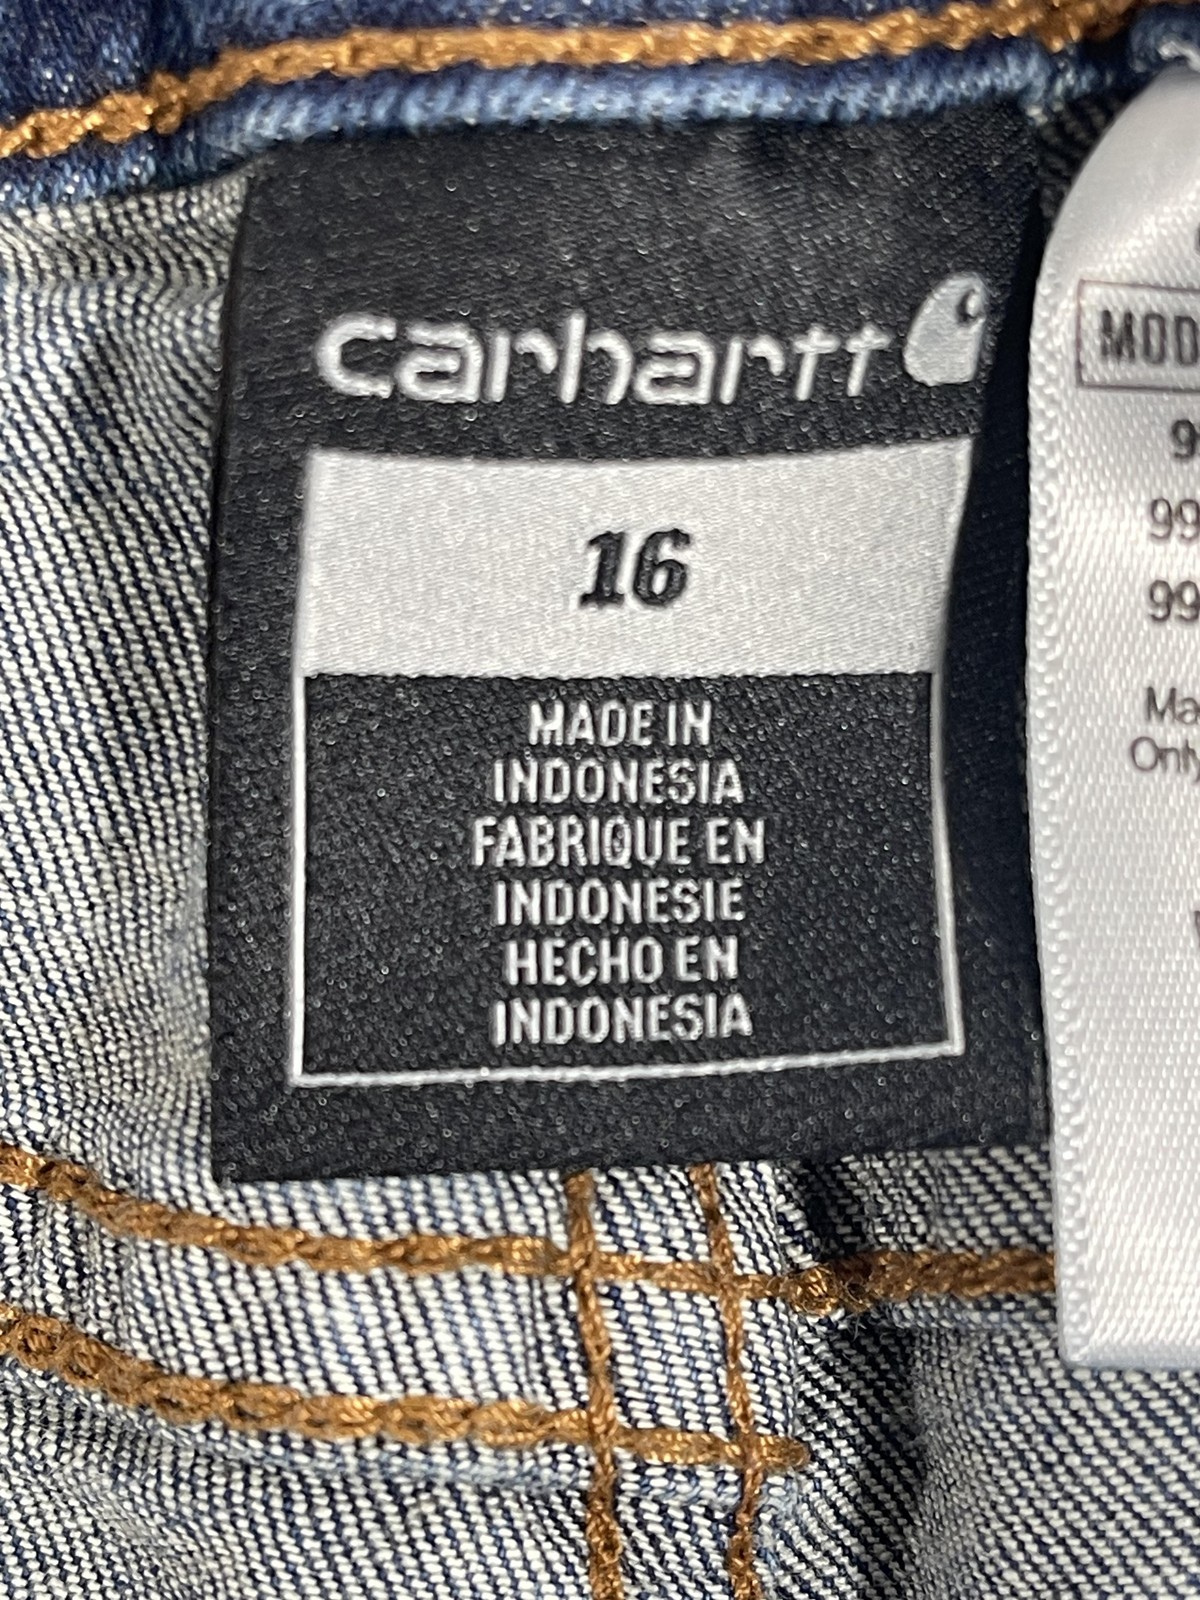 carhartt
16
MADE IN
INDONESIA
FABRIQUE EN
INDONESIE
HECHO EN
INDONESIA